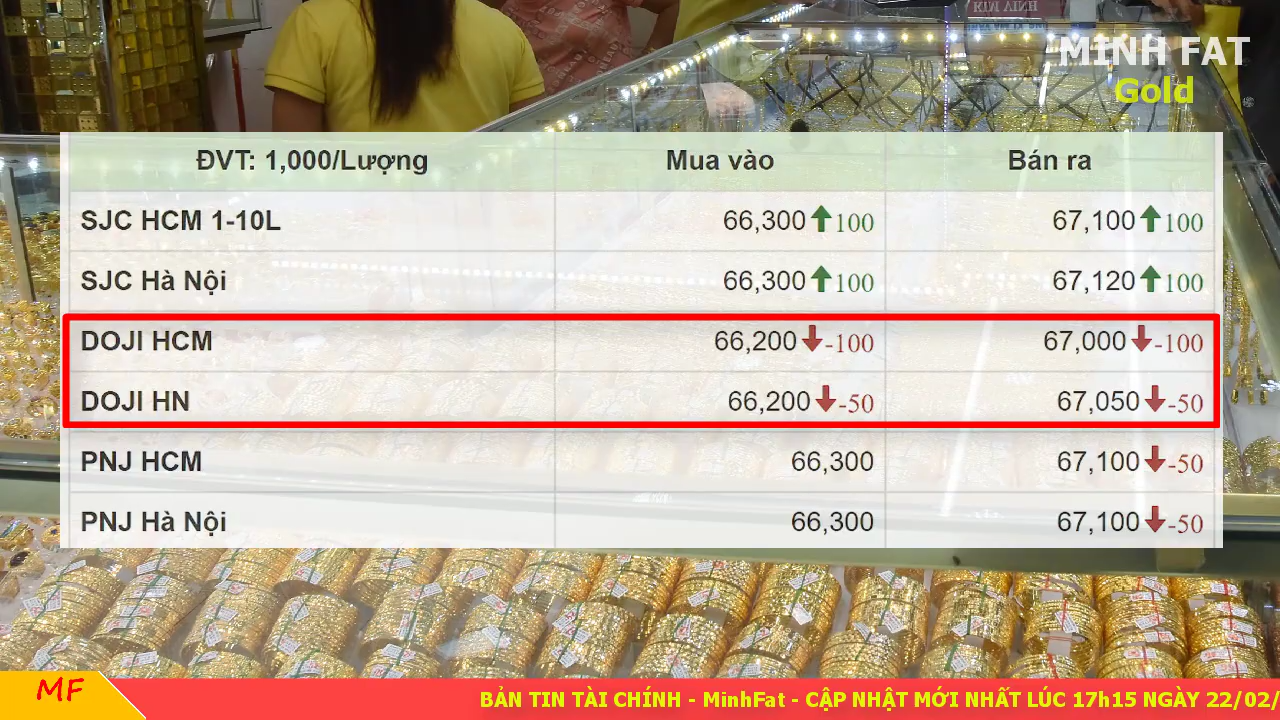 KIM VINH
MINH FAT
Gold
ĐVT: 1,000/Lượng Mua vào Bán ra
SJC HCM 1-10L 66,300 100 67,100 100
SJC Hà Nội 66,300 100 67,120 100
DOJI HCM 66,200 -100 67,000 -100
DOJI HN 66,200 -50 67,050 -50
PNJ HCM 66,300 67,100 -50
PNJ Hà Nội 66,300 67,100 -50
MF
BẢN TIN TÀI CHÍNH - MinhFat - CẬP NHẬT MỚI NHẤT LÚC 17h15 NGÀY 22/02/